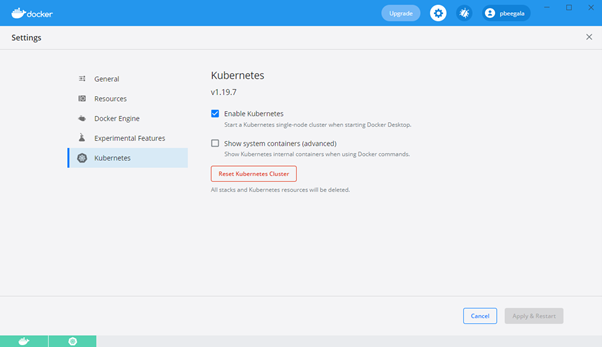 docker
Upgrade
pbeegala
Settings
General
Resources
Docker Engine
Experimental Features
Kubernetes
Kubernetes
v1.19.7
Enable Kubernetes
Start a Kubernetes single-node cluster when starting Docker Desktop.
Show system containers (advanced)
Show Kubernetes internal containers when using Docker commands.
Reset Kubernetes Cluster
All stacks and Kubernetes resources will be deleted.
Cancel
Apply & Restart